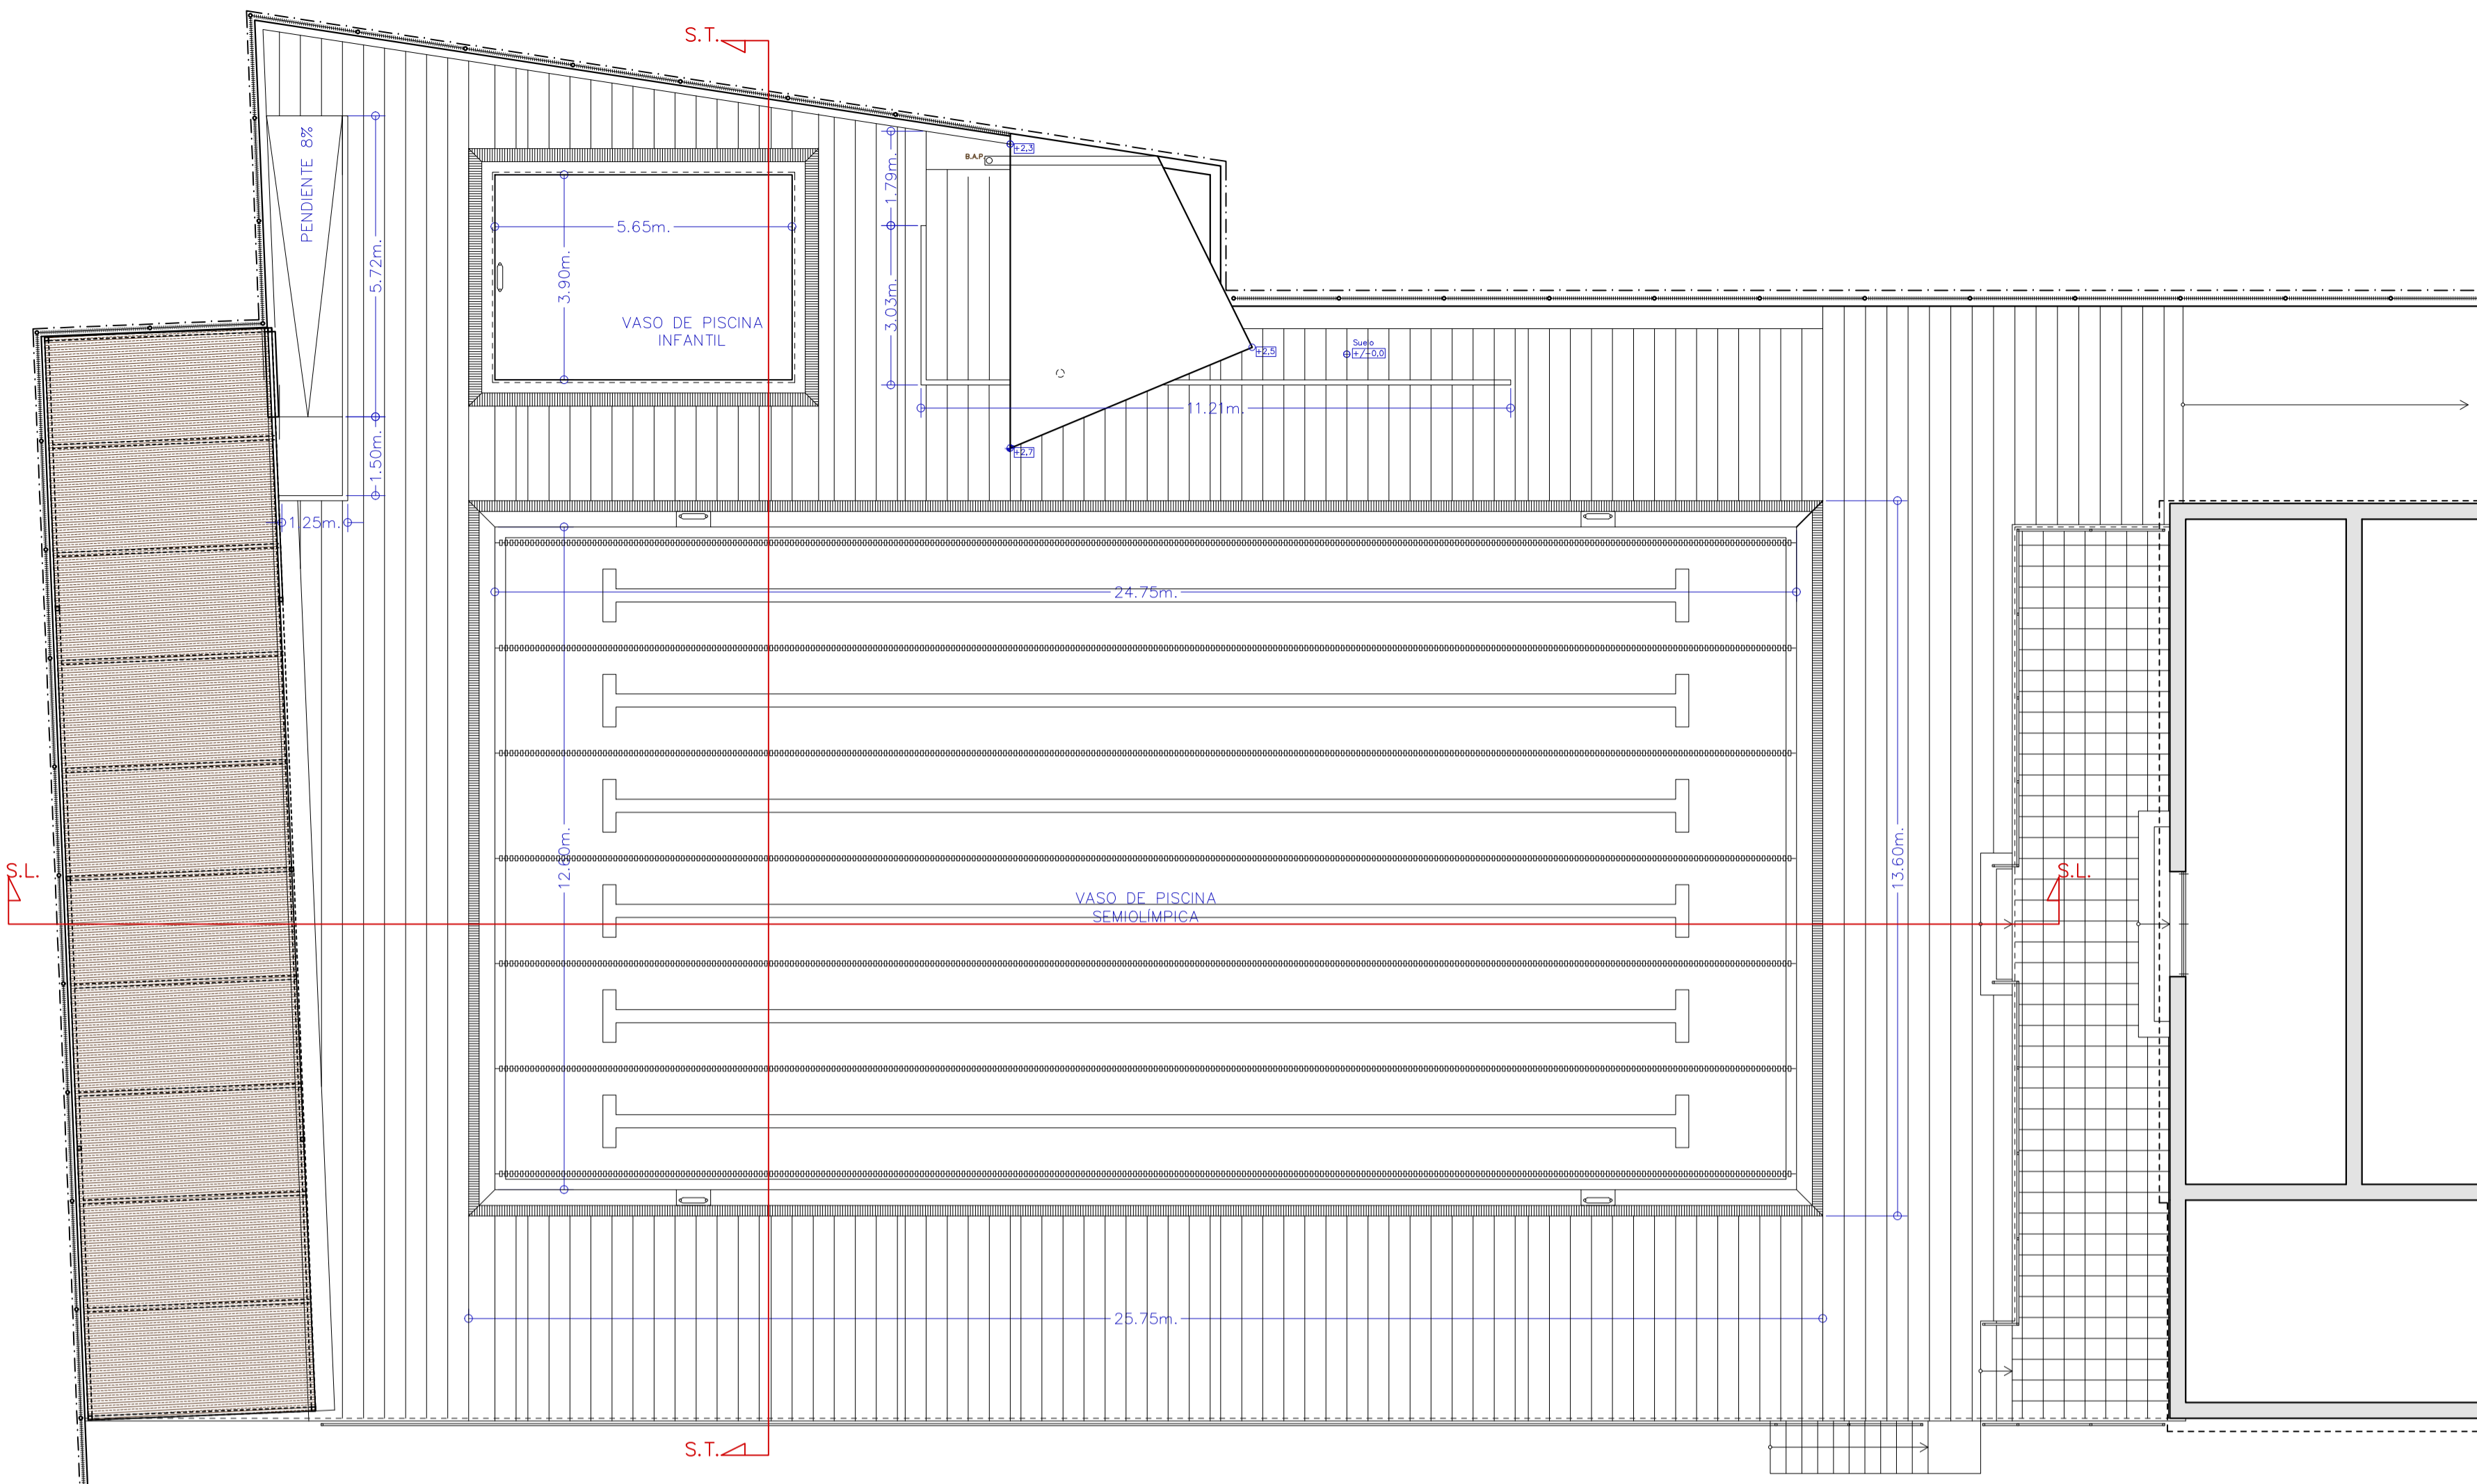 S.T.
PENDIENTE 8%
5.72m.
1.50m.
1.25m.
5.65m.
3.90m.
VASO DE PISCINA
INFANTIL
1.79m.
3.03m.
B.A.P.
+2,3
+2,5
+2,7
Suelo
+/-0,0
11.21m.
24.75m.
12.60m.
13.60m.
S.L.
S.L.
VASO DE PISCINA
SEMIOLÍMPICA
25.75m.
S.T.